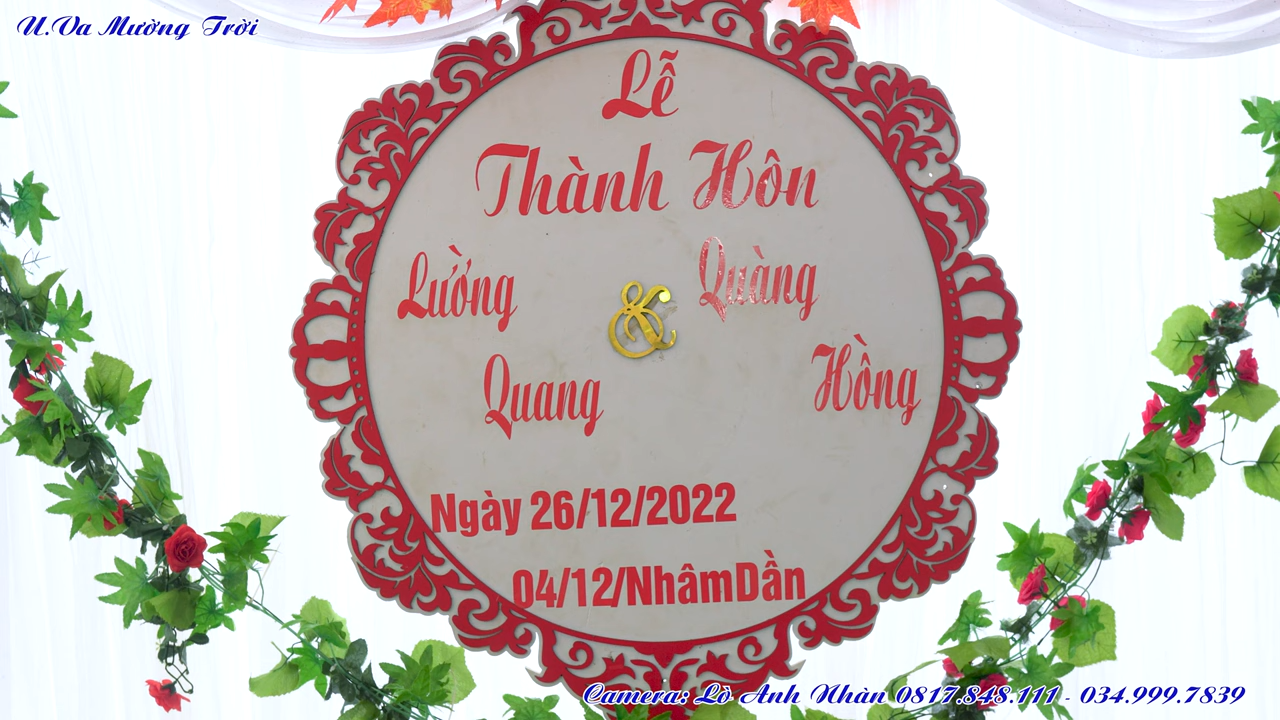 U.Va Mường Trời
Lễ
Thành Hôn
Lường & Quàng
Quang Hồng
Ngày 26/12/2022
04/12/NhâmDần
Camera: Lò Anh Nhàn 0817.848.111 - 034.999.7839